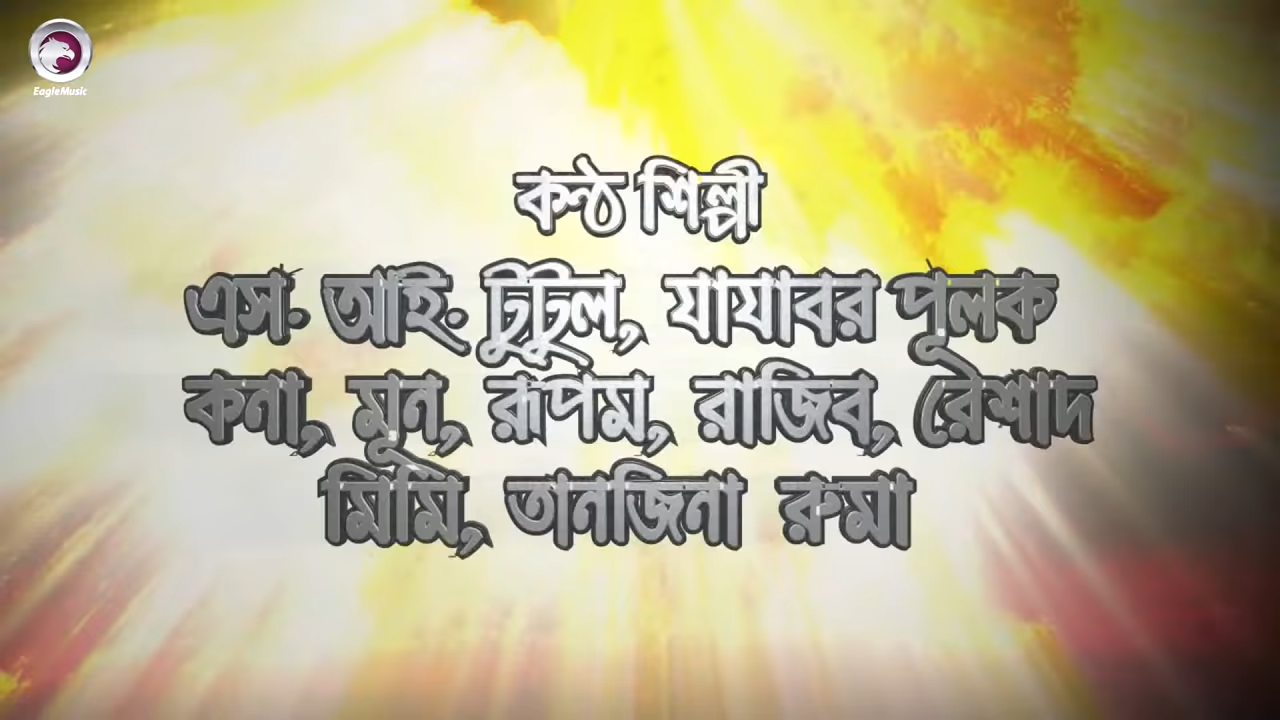 EagleMusic
কন্ঠ শিল্পী
এস. আই. টুটুল, যাযাবর পূলক
কনা, মূন, রূপম, রাজিব, রৈশাদ
মিমি, তানজিনা রুমা